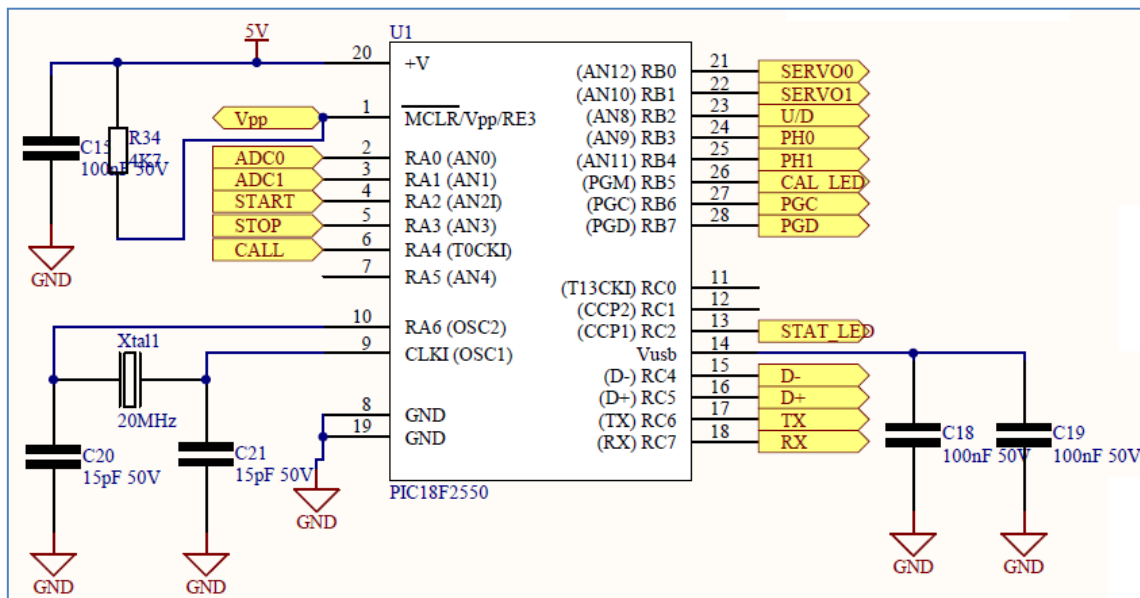 5V
U1
20
+V
1
MCLR/Vpp/RE3
Vpp
C15
100nF 50V
R34
4K7
GND
ADC0
2
RA0 (AN0)
ADC1
3
RA1 (AN1)
START
4
RA2 (AN2I)
STOP
5
RA3 (AN3)
CALL
6
RA4 (T0CKI)
7
RA5 (AN4)
10
RA6 (OSC2)
9
CLKI (OSC1)
Xtal1
20MHz
8
GND
19
GND
C20
15pF 50V
C21
15pF 50V
GND
GND
GND
PIC18F2550
(AN12) RB0
21
SERVO0
(AN10) RB1
22
SERVO1
(AN8) RB2
23
U/D
(AN9) RB3
24
PH0
(AN11) RB4
25
PH1
(PGM) RB5
26
CAL_LED
(PGC) RB6
27
PGC
(PGD) RB7
28
PGD
(T13CKI) RC0
11
(CCP2) RC1
12
(CCP1) RC2
13
STAT_LED
Vusb
14
(D-) RC4
15
D-
(D+) RC5
16
D+
(TX) RC6
17
TX
(RX) RC7
18
RX
C18
100nF 50V
C19
100nF 50V
GND
GND